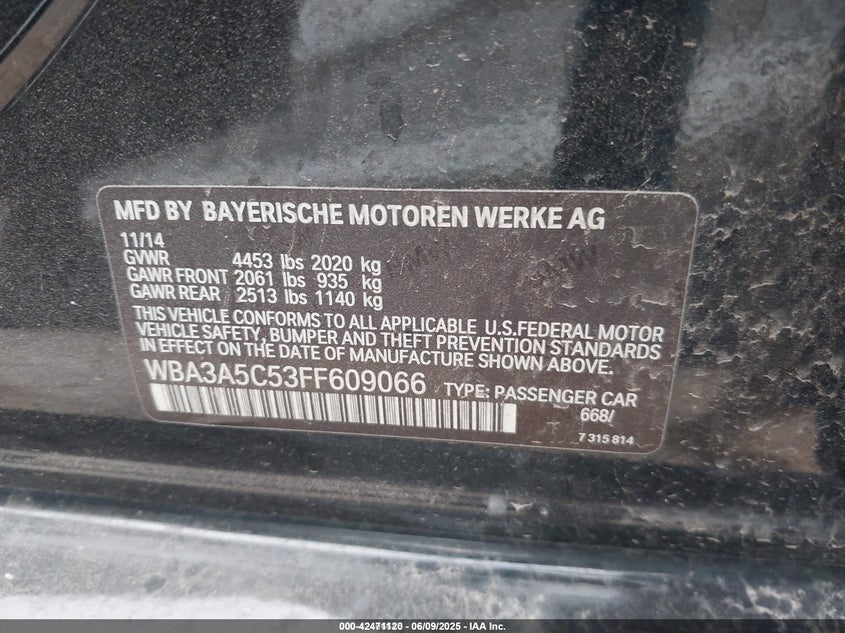 MFD BY BAYERISCHE MOTOREN WERKE AG
11/14
GVWR 4453 lbs 2020 kg
GAWR FRONT 2061 lbs 935 kg
GAWR REAR 2513 lbs 1140 kg
THIS VEHICLE CONFORMS TO ALL APPLICABLE U.S.FEDERAL MOTOR
VEHICLE SAFETY, BUMPER AND THEFT PREVENTION STANDARDS
IN EFFECT ON THE DATE OF MANUFACTURE SHOWN ABOVE.
WBA3A5C53FF609066 TYPE: PASSENGER CAR
668/
7 315 814
06/09/2025 - IAA Inc.